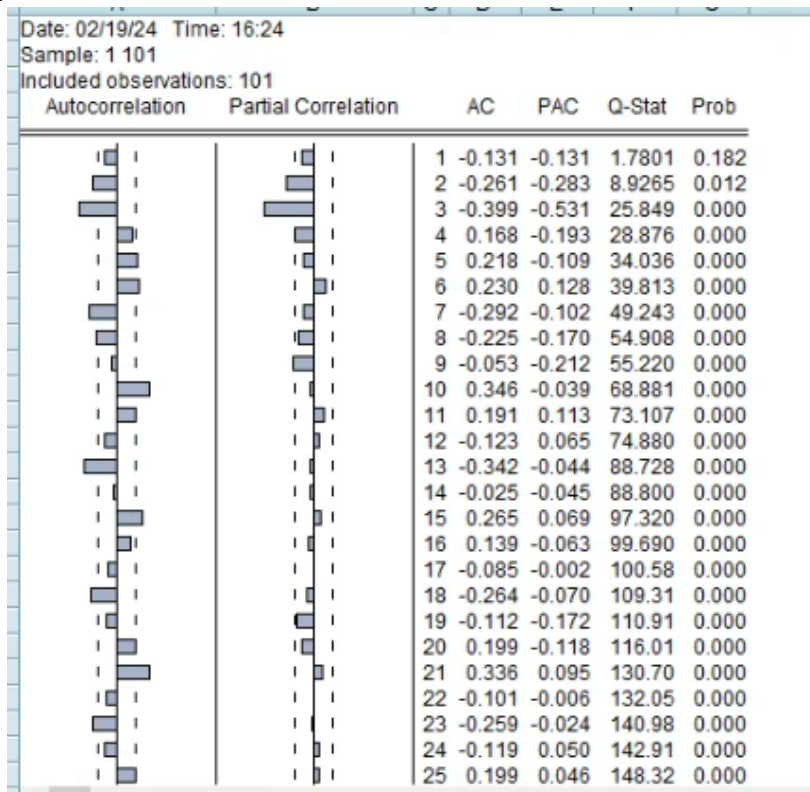 Date: 02/19/24 Time: 16:24
Sample: 1 101
Included observations: 101
Autocorrelation Partial Correlation AC PAC Q-Stat Prob
1 -0.131 -0.131 1.7801 0.182
2 -0.261 -0.283 8.9265 0.012
3 -0.399 -0.531 25.849 0.000
4 0.168 -0.193 28.876 0.000
5 0.218 -0.109 34.036 0.000
6 0.230 0.128 39.813 0.000
7 -0.292 -0.102 49.243 0.000
8 -0.225 -0.170 54.908 0.000
9 -0.053 -0.212 55.220 0.000
10 0.346 -0.039 68.881 0.000
11 0.191 0.113 73.107 0.000
12 -0.123 0.065 74.880 0.000
13 -0.342 -0.044 88.728 0.000
14 -0.025 -0.045 88.800 0.000
15 0.265 0.069 97.320 0.000
16 0.139 -0.063 99.690 0.000
17 -0.085 -0.002 100.58 0.000
18 -0.264 -0.070 109.31 0.000
19 -0.112 -0.172 110.91 0.000
20 0.199 -0.118 116.01 0.000
21 0.336 0.095 130.70 0.000
22 -0.101 -0.006 132.05 0.000
23 -0.259 -0.024 140.98 0.000
24 -0.119 0.050 142.91 0.000
25 0.199 0.046 148.32 0.000